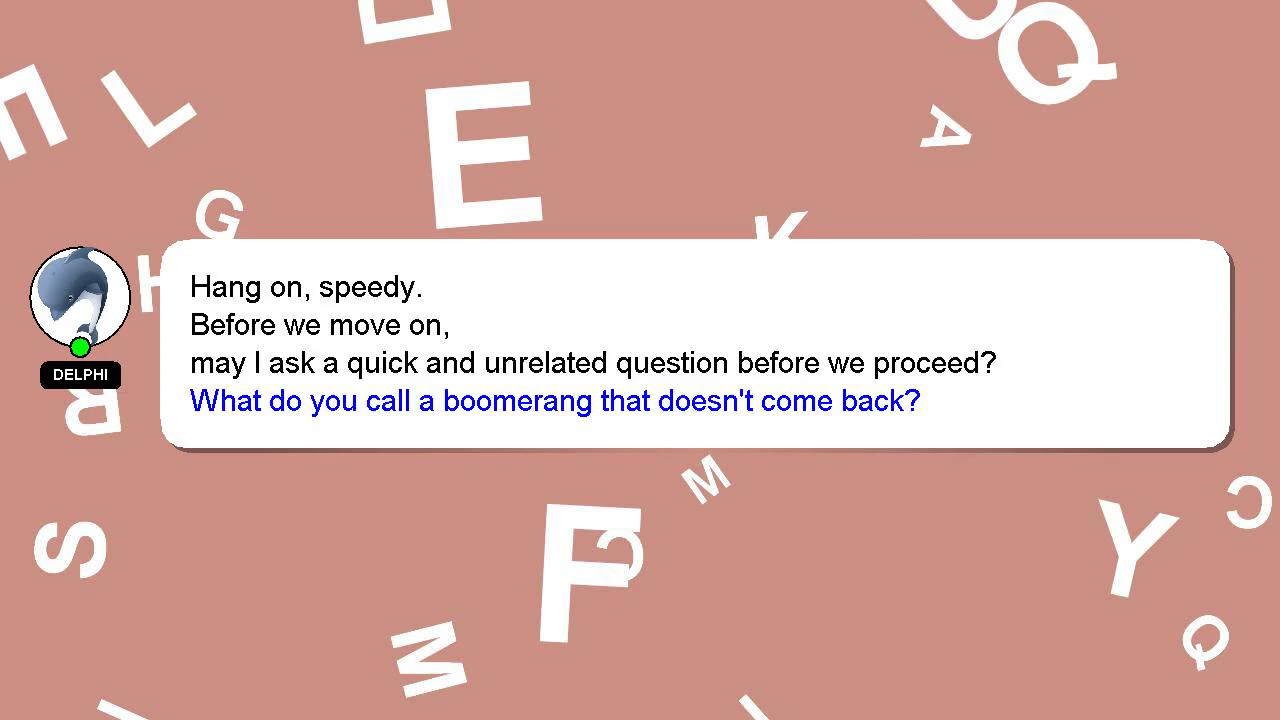 Hang on, speedy.
Before we move on,
may I ask a quick and unrelated question before we proceed?
What do you call a boomerang that doesn't come back?
DELPHI
E
L
G
E
K
A
Q
H
R
S
M
F
G
M
Y
C
Q